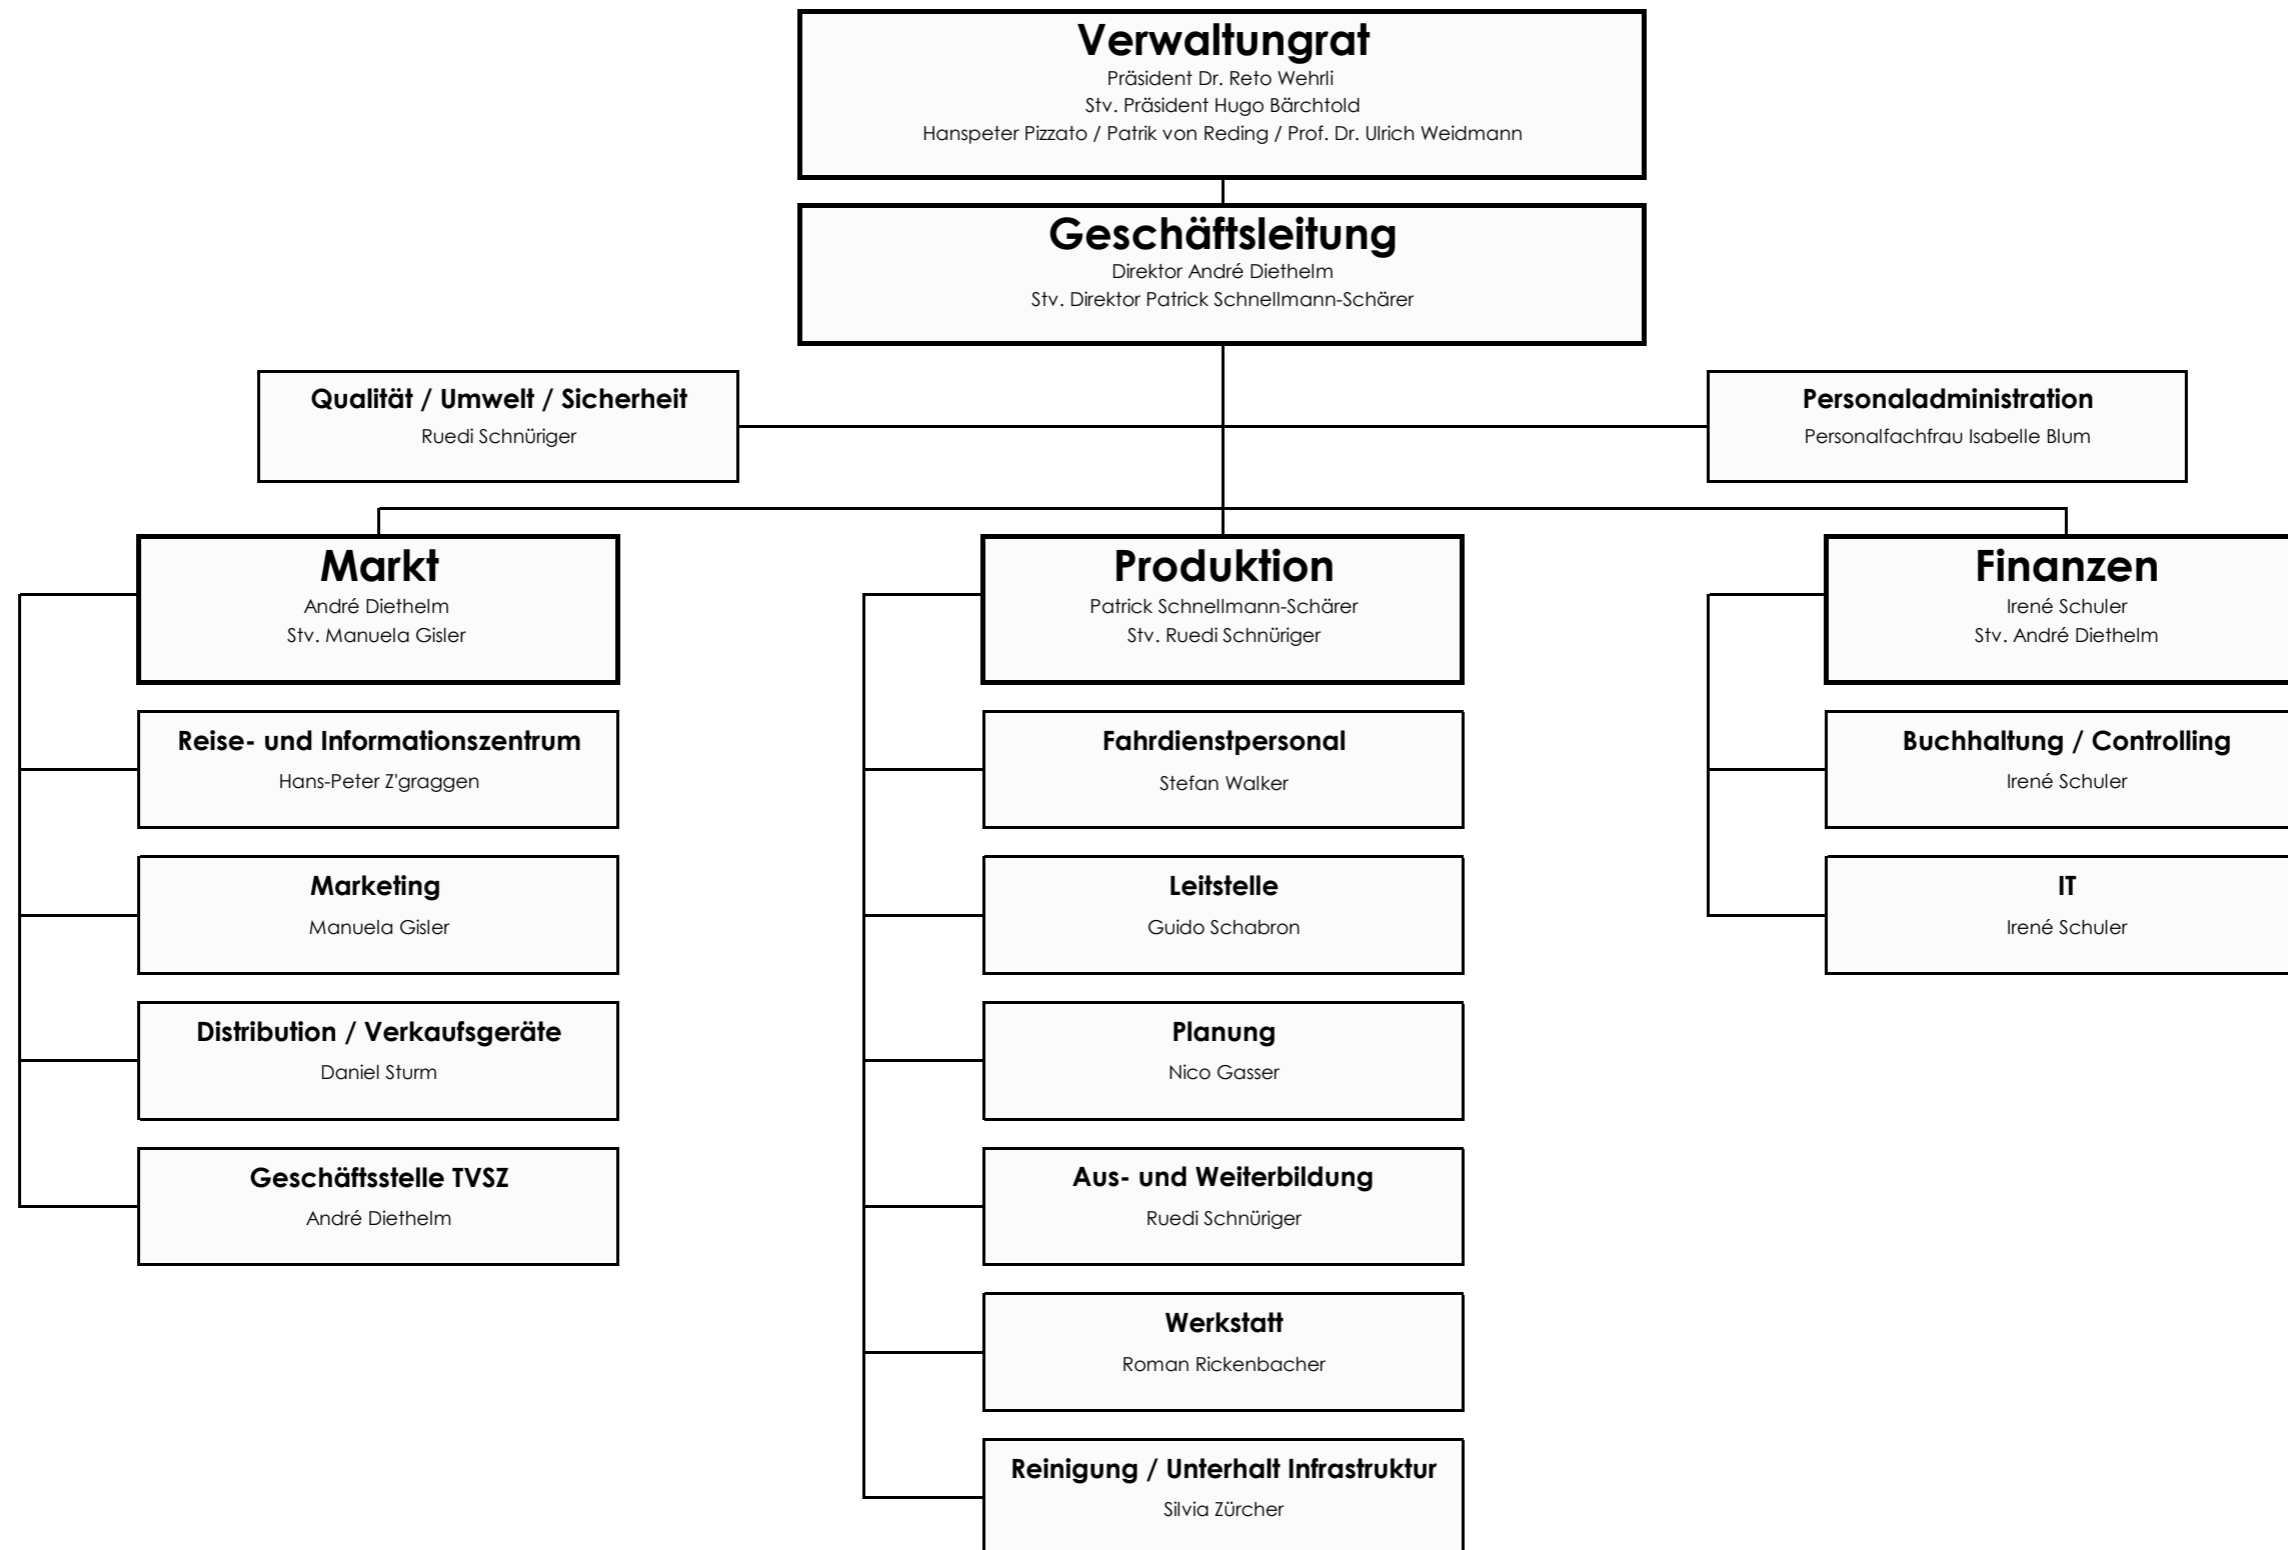 Verwaltungrat
Präsident Dr. Reto Wehrli
Stv. Präsident Hugo Bärchtold
Hanspeter Pizzato / Patrik von Reding / Prof. Dr. Ulrich Weidmann
Geschäftsleitung
Direktor André Diethelm
Stv. Direktor Patrick Schnellmann-Schärer
Qualität / Umwelt / Sicherheit
Ruedi Schnüriger
Personaladministration
Personalfachfrau Isabelle Blum
Markt
André Diethelm
Stv. Manuela Gisler
Reise- und Informationszentrum
Hans-Peter Z'graggen
Marketing
Manuela Gisler
Distribution / Verkaufsgeräte
Daniel Sturm
Geschäftsstelle TVSZ
André Diethelm
Produktion
Patrick Schnellmann-Schärer
Stv. Ruedi Schnüriger
Fahrdienstpersonal
Stefan Walker
Leitstelle
Guido Schabron
Planung
Nico Gasser
Aus- und Weiterbildung
Ruedi Schnüriger
Werkstatt
Roman Rickenbacher
Reinigung / Unterhalt Infrastruktur
Silvia Zürcher
Finanzen
Irené Schuler
Stv. André Diethelm
Buchhaltung / Controlling
Irené Schuler
IT
Irené Schuler